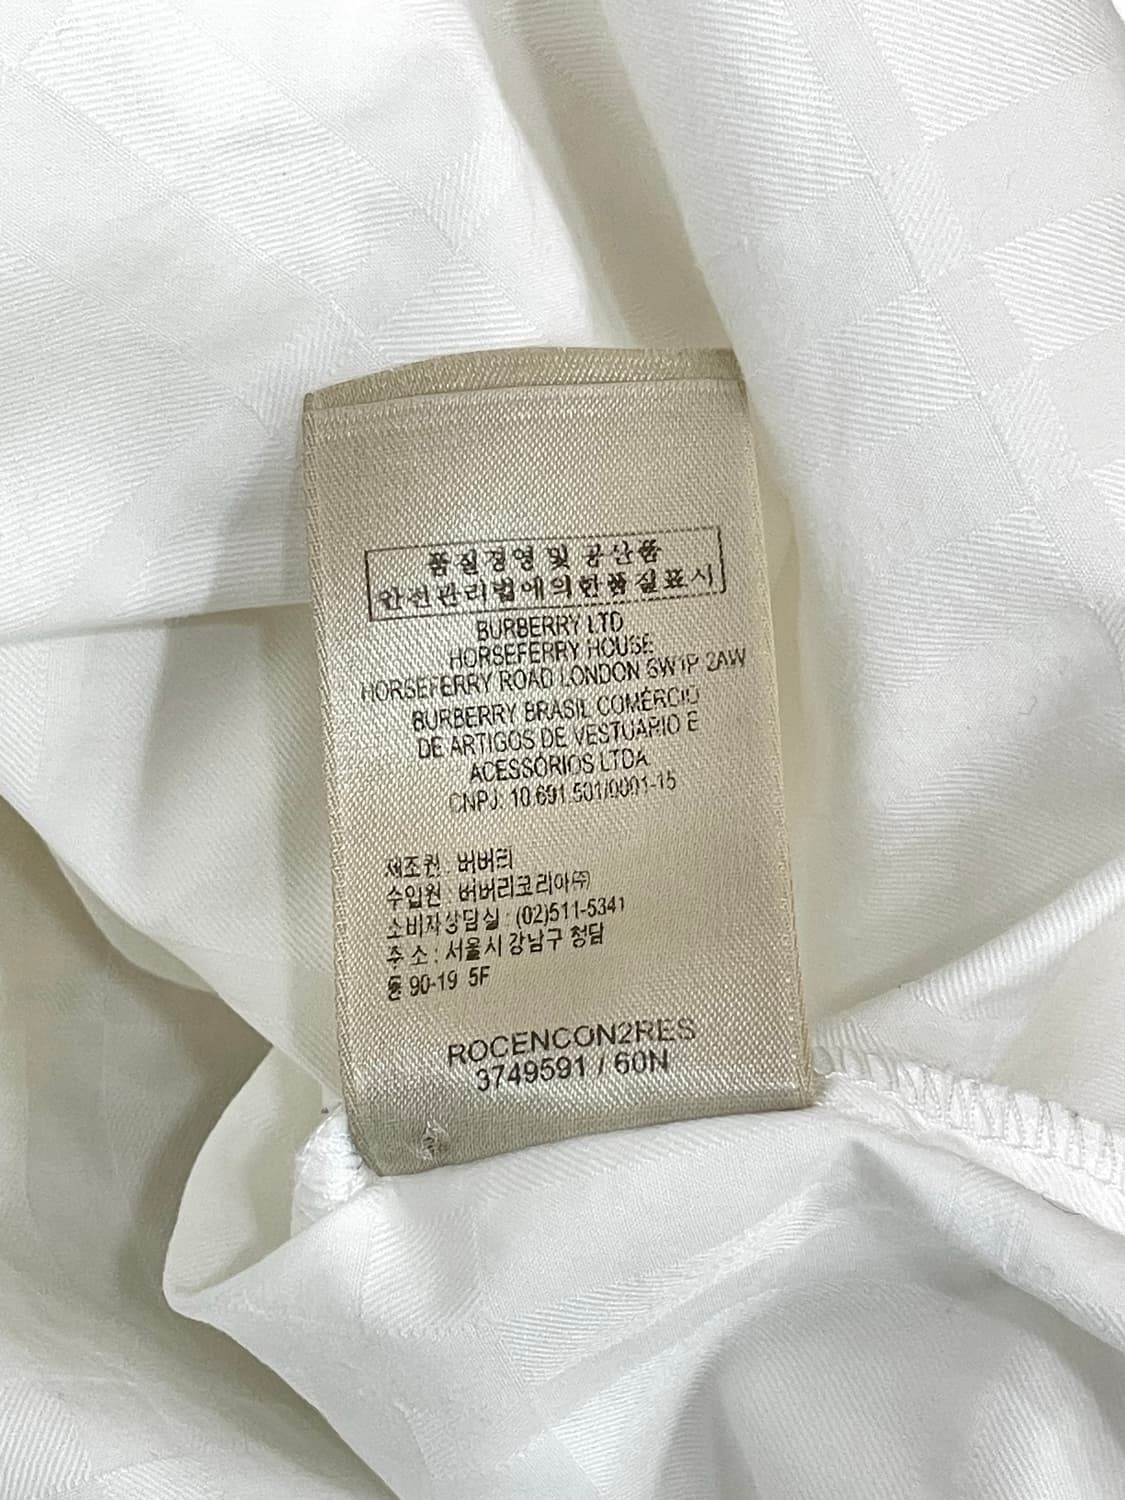 품질경영 및 공산품
안전관리법에의한품질표시
BURBERRY LTD
HORSEFERRY HOUSE
HORSEFERRY ROAD LONDON SW1P 2AW
BURBERRY BRASIL COMÉRCIO
DE ARTIGOS DE VESTUARIO E
ACESSÓRIOS LTDA
CNPJ: 10.691.501/0001-15
제조원 : 버버리
수입원 : 버버리코리아㈜
소비자상담실 : (02)511-5341
주 소 : 서울시 강남구 청담
동 90-19 5F
ROCENCON2RES
3749591 / 60N